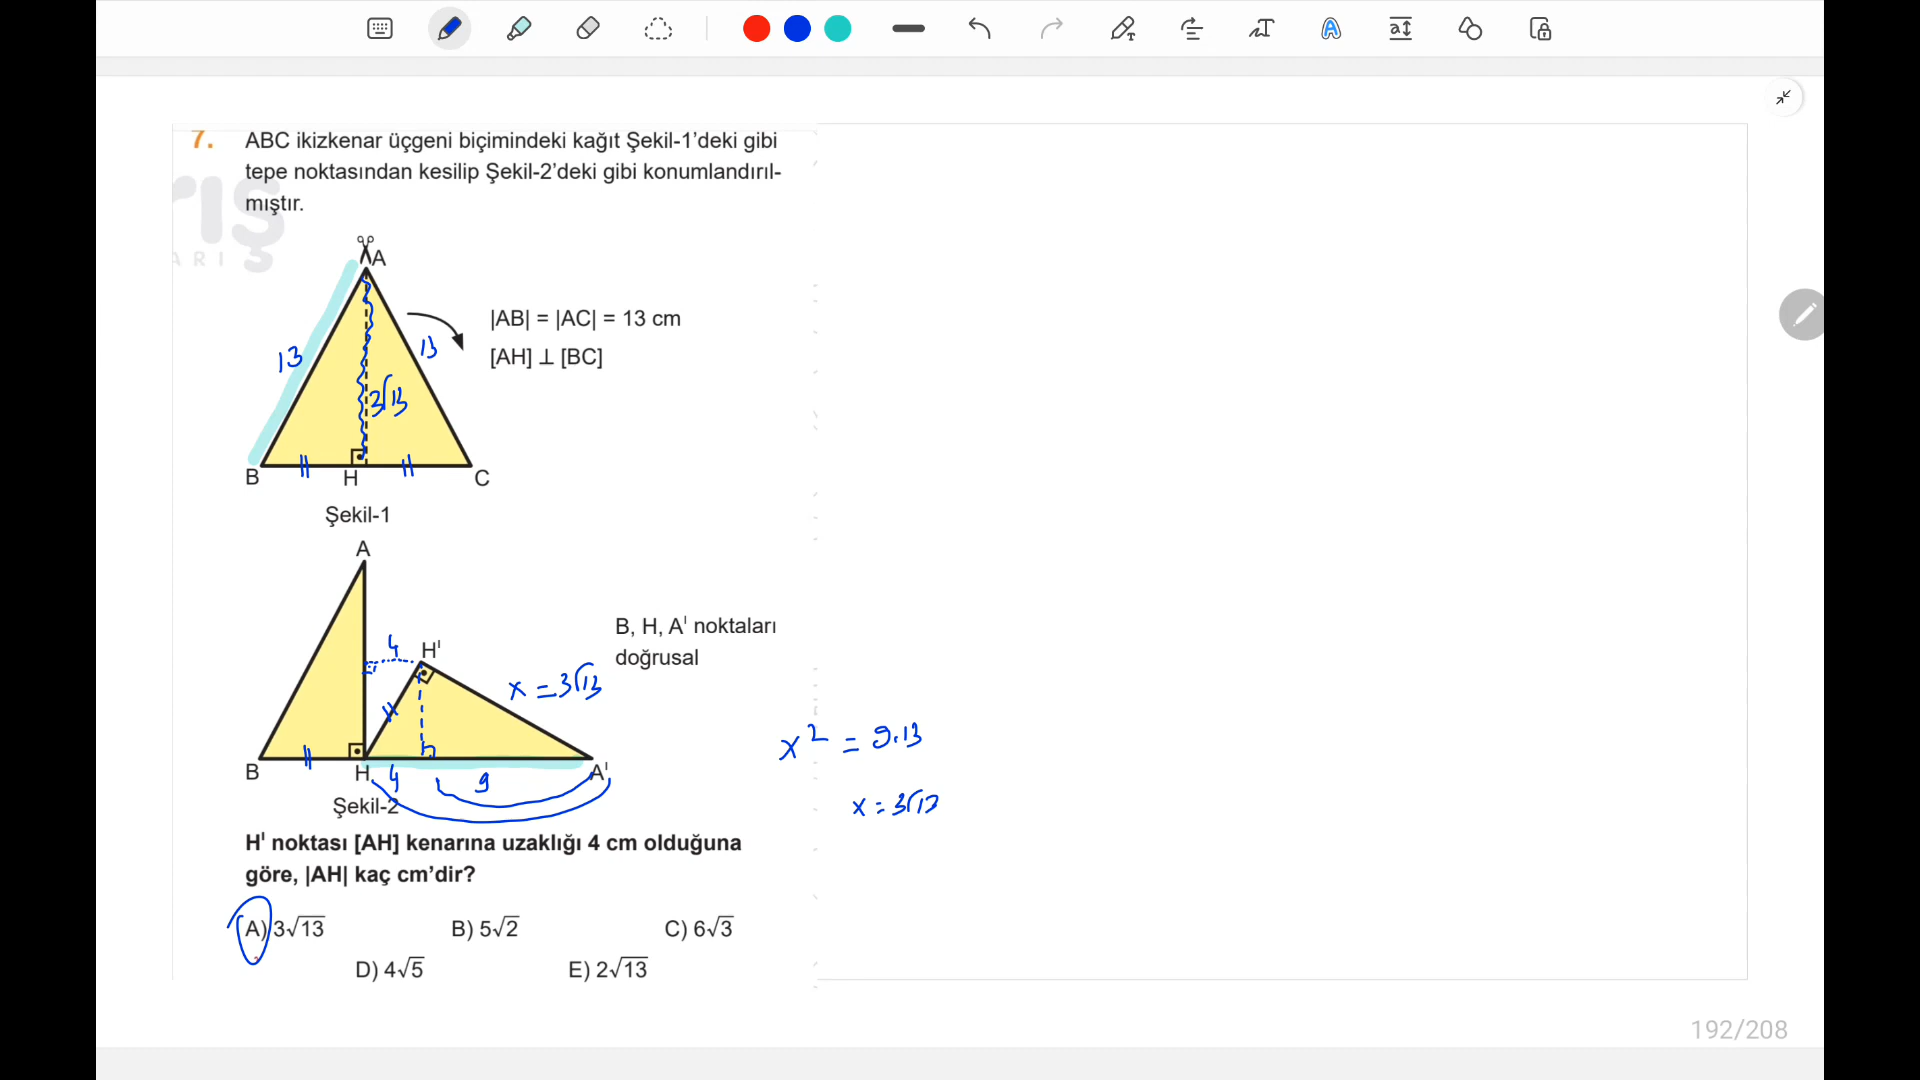 7. ABC ikizkenar üçgeni biçimindeki kağıt Şekil-1'deki gibi
tepe noktasından kesilip Şekil-2'deki gibi konumlandırıl-
mıştır.
rış
ARI
A
13
13
3√13
|AB| = |AC| = 13 cm
[AH] ⊥ [BC]
B
H
C
Şekil-1
A
4
H'
x = 3√13
x
B, H, A' noktaları
doğrusal
B
H
4
9
A'
Şekil-2
x² = 9.13
x = 3√13
H' noktası [AH] kenarına uzaklığı 4 cm olduğuna
göre, |AH| kaç cm'dir?
A) 3√13 B) 5√2 C) 6√3
D) 4√5 E) 2√13
192/208